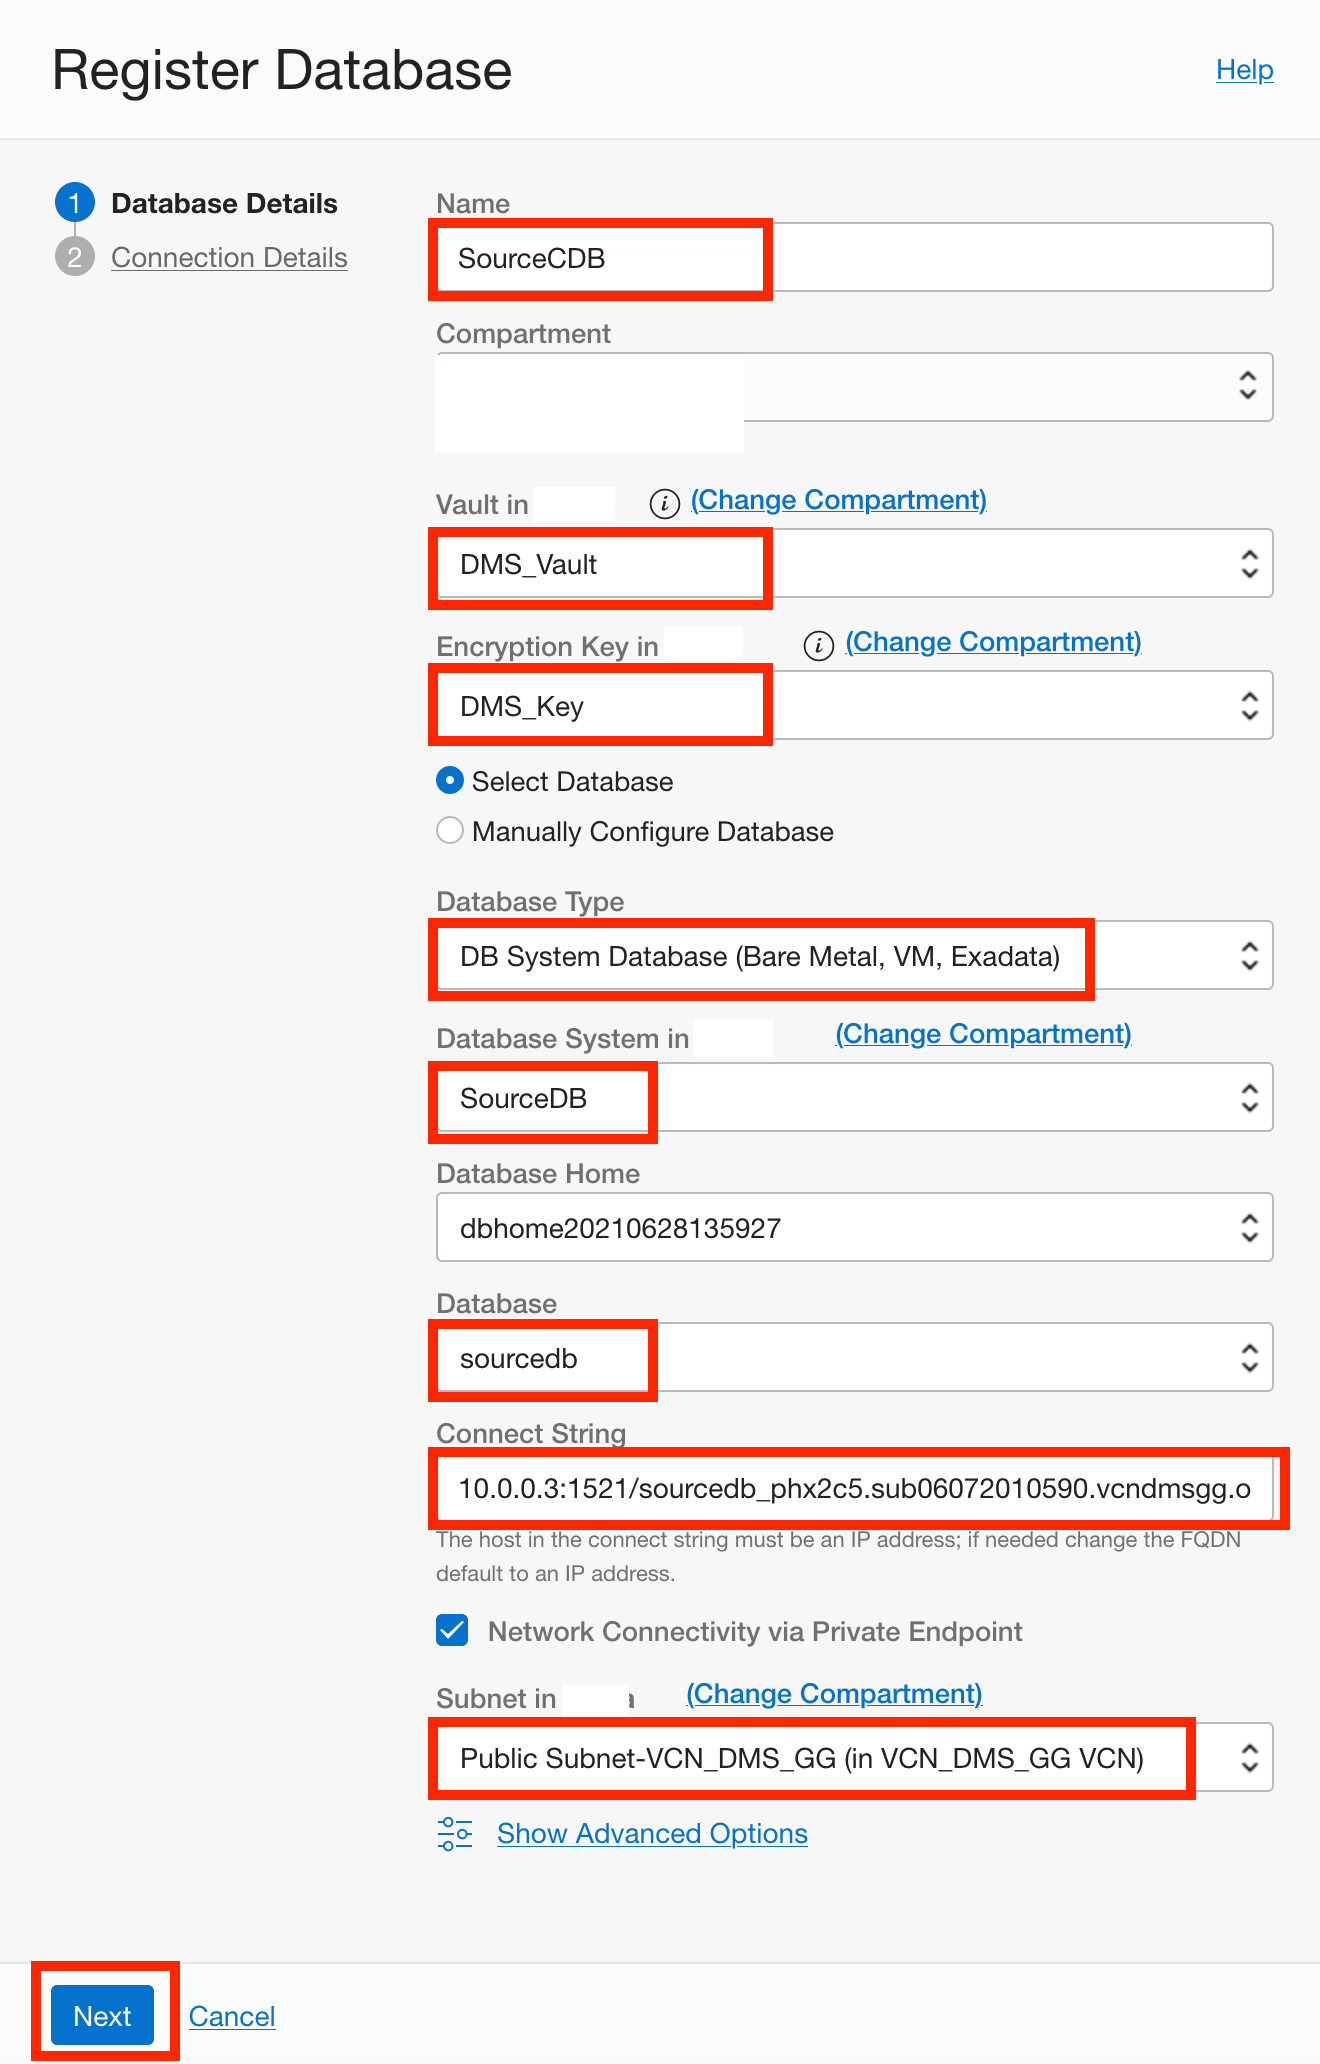 Register Database
Help
1 Database Details
2 Connection Details
Name
SourceCDB
Compartment
Vault in
i (Change Compartment)
DMS_Vault
Encryption Key in
i (Change Compartment)
DMS_Key
Select Database
Manually Configure Database
Database Type
DB System Database (Bare Metal, VM, Exadata)
Database System in
(Change Compartment)
SourceDB
Database Home
dbhome20210628135927
Database
sourcedb
Connect String
10.0.0.3:1521/sourcedb_phx2c5.sub06072010590.vcndmsgg.o
The host in the connect string must be an IP address; if needed change the FQDN
default to an IP address.
Network Connectivity via Private Endpoint
Subnet in
(Change Compartment)
Public Subnet-VCN_DMS_GG (in VCN_DMS_GG VCN)
Show Advanced Options
Next
Cancel